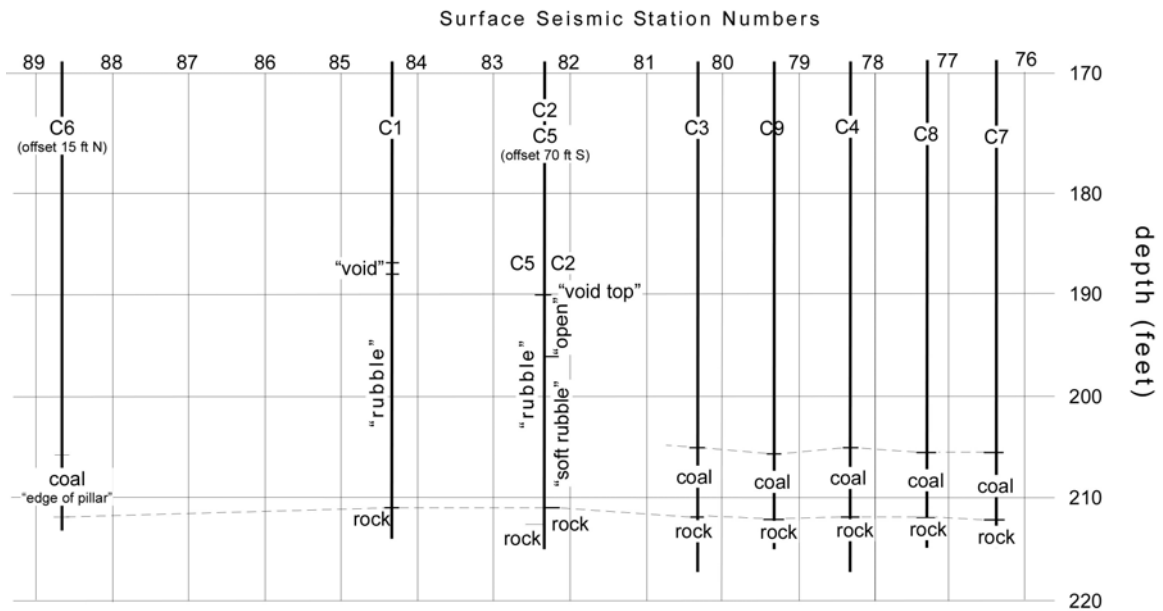 Surface Seismic Station Numbers
89 88 87 86 85 84 83 82 81 80 79 78 77 76
170
C6
(offset 15 ft N)
C1
C2
C5
(offset 70 ft S)
C3
C9
C4
C8
C7
180
"void"
C5 C2
"void top"
190
"open"
"rubble"
"rubble"
"soft rubble"
200
depth (feet)
coal
"edge of pillar"
coal
coal
coal
coal
coal
210
rock
rock
rock
rock
rock
rock
rock
rock
220